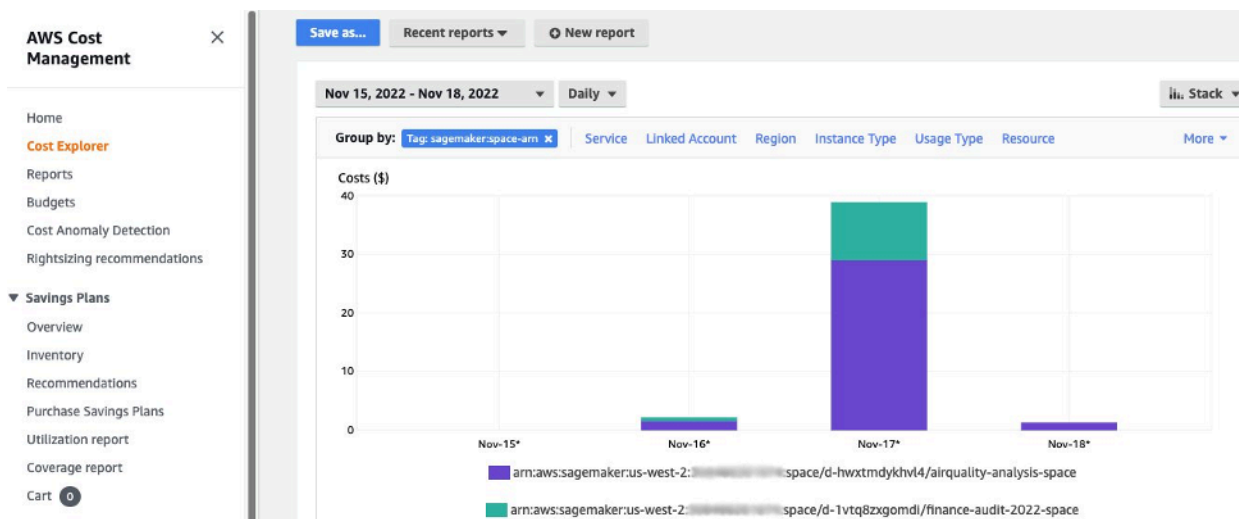 AWS Cost
Management
Home
Cost Explorer
Reports
Budgets
Cost Anomaly Detection
Rightsizing recommendations
Savings Plans
Overview
Inventory
Recommendations
Purchase Savings Plans
Utilization report
Coverage report
Cart 0
Save as... Recent reports New report
Nov 15, 2022 - Nov 18, 2022 Daily Stack
Group by: Tag: sagemaker:space-arn Service Linked Account Region Instance Type Usage Type Resource More
Costs ($)
40
30
20
10
0
Nov-15* Nov-16* Nov-17* Nov-18*
arn:aws:sagemaker:us-west-2: :space/d-hwxtmdykhvl4/airquality-analysis-space
arn:aws:sagemaker:us-west-2: space/d-1vtq8zxgomdi/finance-audit-2022-space